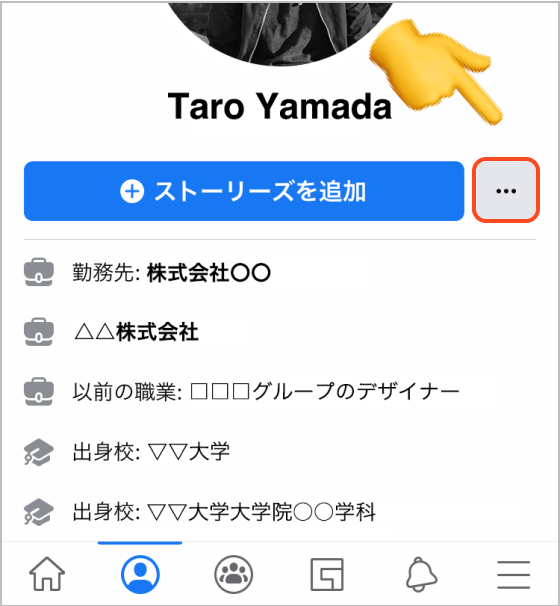 Taro Yamada
ストーリーズを追加
勤務先: 株式会社〇〇
△△株式会社
以前の職業: □□□グループのデザイナー
出身校: ▽▽大学
出身校: ▽▽大学大学院〇〇学科